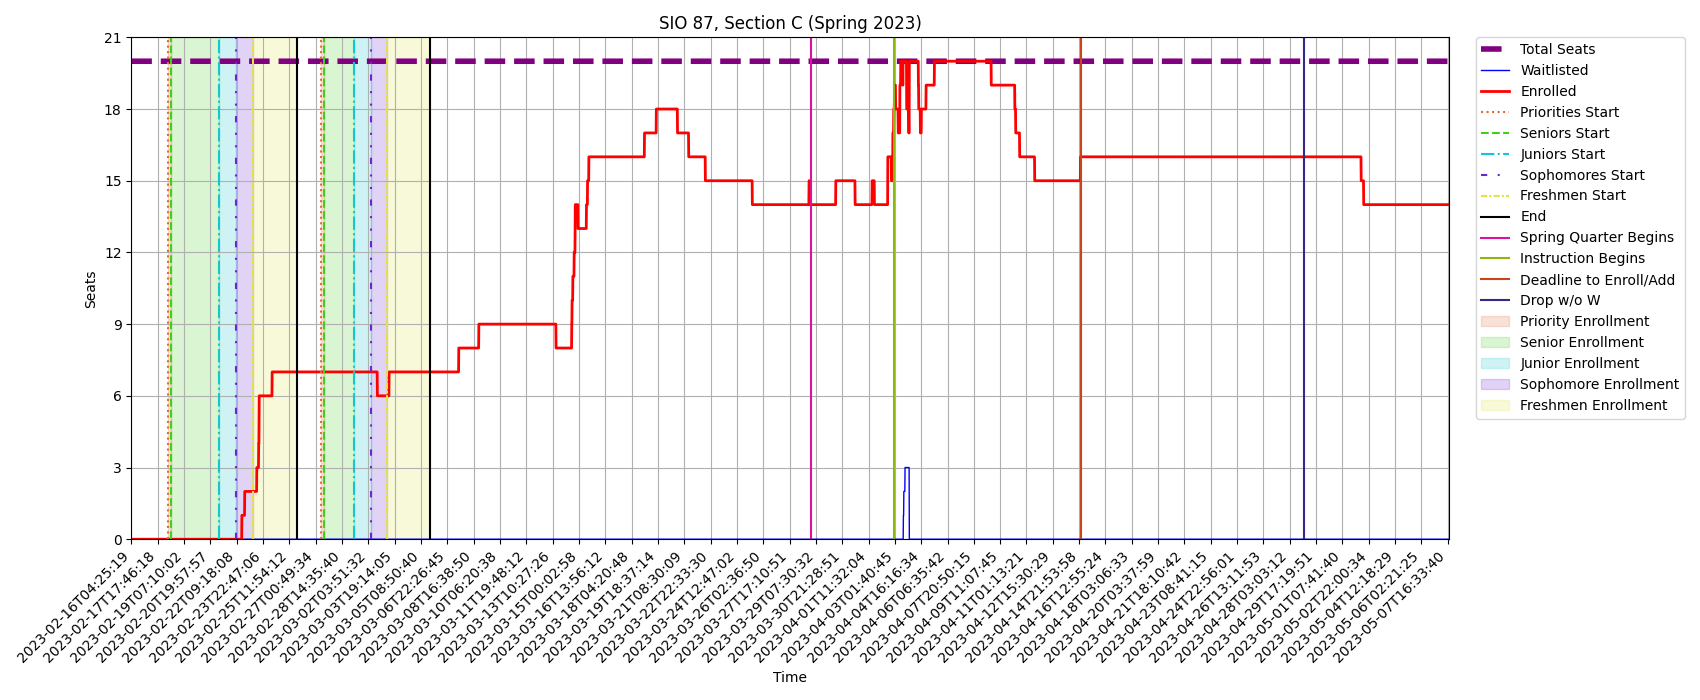 SIO 87, Section C (Spring 2023)
21
18
15
12
9
6
3
0
Seats
2023-02-16T04:25:19
2023-02-17T17:46:18
2023-02-19T07:10:02
2023-02-20T19:57:57
2023-02-22T09:18:08
2023-02-23T22:47:06
2023-02-25T11:54:12
2023-02-27T00:49:34
2023-02-28T14:35:40
2023-03-02T03:51:32
2023-03-03T19:14:05
2023-03-05T08:50:40
2023-03-06T22:26:45
2023-03-08T16:38:50
2023-03-10T06:20:38
2023-03-11T19:48:12
2023-03-13T10:27:26
2023-03-15T00:02:58
2023-03-16T13:56:12
2023-03-18T04:20:48
2023-03-19T18:37:14
2023-03-21T08:30:09
2023-03-22T22:33:30
2023-03-24T12:47:02
2023-03-26T02:36:50
2023-03-27T17:10:51
2023-03-29T07:30:32
2023-03-30T21:28:51
2023-04-01T11:32:04
2023-04-03T01:40:45
2023-04-04T16:16:34
2023-04-06T06:35:42
2023-04-07T20:50:15
2023-04-09T11:07:45
2023-04-11T01:13:21
2023-04-12T15:30:29
2023-04-14T21:53:58
2023-04-16T12:55:24
2023-04-18T03:06:33
2023-04-20T03:37:59
2023-04-21T18:10:42
2023-04-23T08:41:15
2023-04-24T22:56:01
2023-04-26T13:11:53
2023-04-28T03:03:12
2023-04-29T17:19:51
2023-05-01T07:41:40
2023-05-02T22:00:34
2023-05-04T12:18:29
2023-05-06T02:21:25
2023-05-07T16:33:40
Time
Total Seats
Waitlisted
Enrolled
Priorities Start
Seniors Start
Juniors Start
Sophomores Start
Freshmen Start
End
Spring Quarter Begins
Instruction Begins
Deadline to Enroll/Add
Drop w/o W
Priority Enrollment
Senior Enrollment
Junior Enrollment
Sophomore Enrollment
Freshmen Enrollment